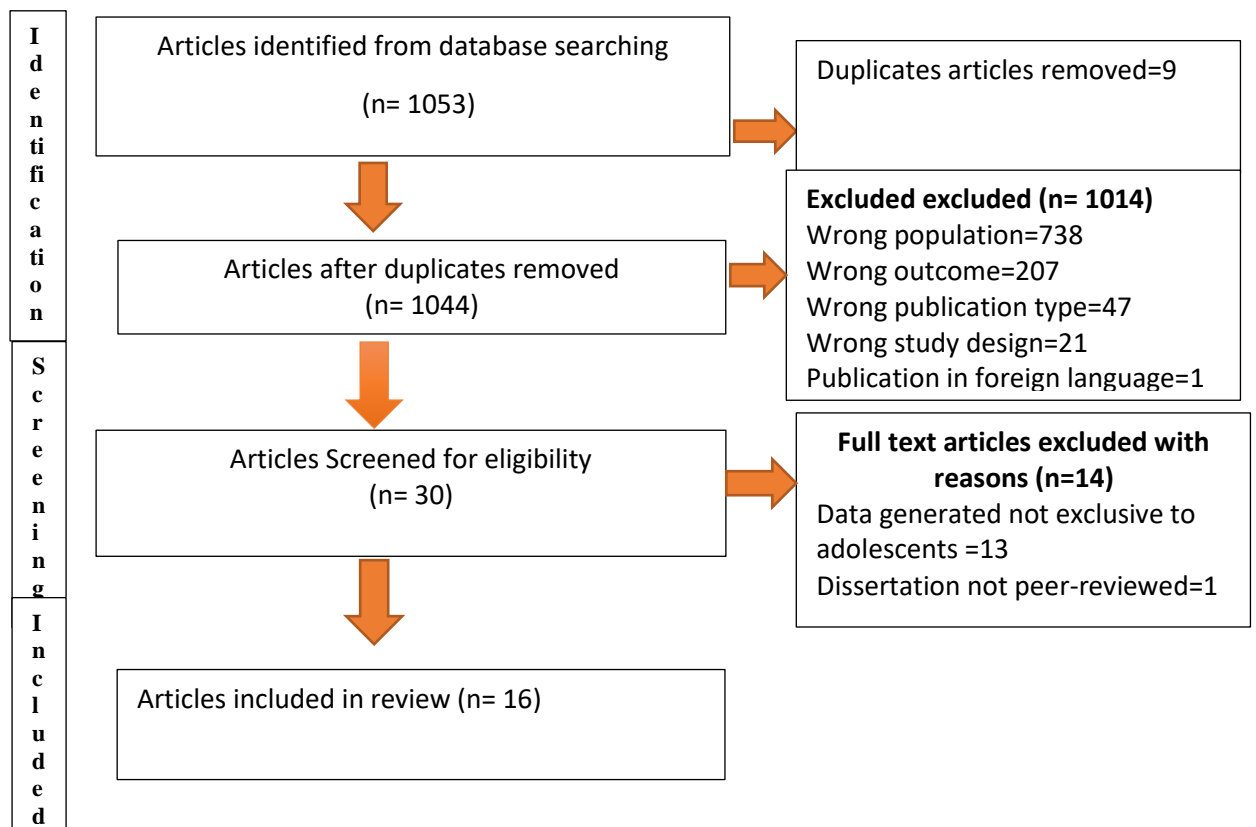 Identification
Articles identified from database searching
(n= 1053)
Duplicates articles removed=9
Articles after duplicates removed
(n= 1044)
Excluded excluded (n= 1014)
Wrong population=738
Wrong outcome=207
Wrong publication type=47
Wrong study design=21
Publication in foreign language=1
Screening
Articles Screened for eligibility
(n= 30)
Full text articles excluded with
reasons (n=14)
Data generated not exclusive to
adolescents =13
Dissertation not peer-reviewed=1
Included
Articles included in review (n= 16)